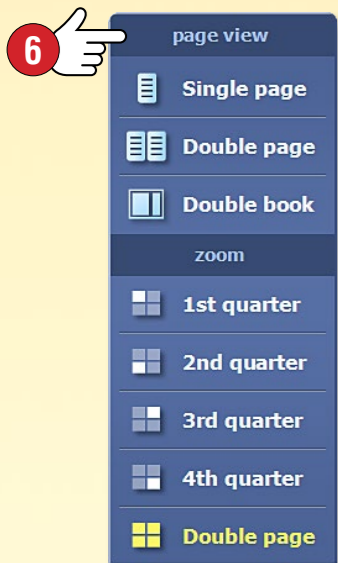 6
page view
Single page
Double page
Double book
zoom
1st quarter
2nd quarter
3rd quarter
4th quarter
Double page